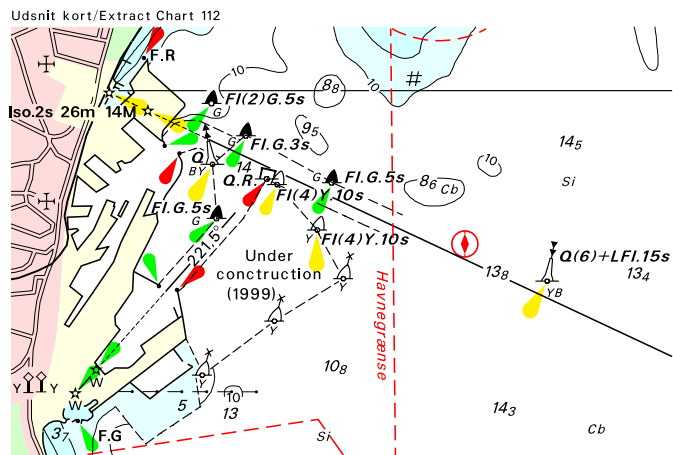 Udsnit kort/Extract Chart 112
F.R
10
8₈
10
#
Iso.2s 26m 14M
Fl(2)G.5s
G
9₅
Fl.G.3s
G
14₅
Q
BY
14
Q.R.
G
Fl.G.5s
8₆
Cb
10
Si
Fl(4)Y.10s
Fl.G.5s
G
Y
Fl(4)Y.10s
Q(6)+LFl.15s
221.5°
Under
construction
(1999)
13₈
13₄
YB
Y
Y
Havnegrænse
10₈
Y
Y
Y
W
W
5
13
10
14₃
3₇
F.G
Si
Cb